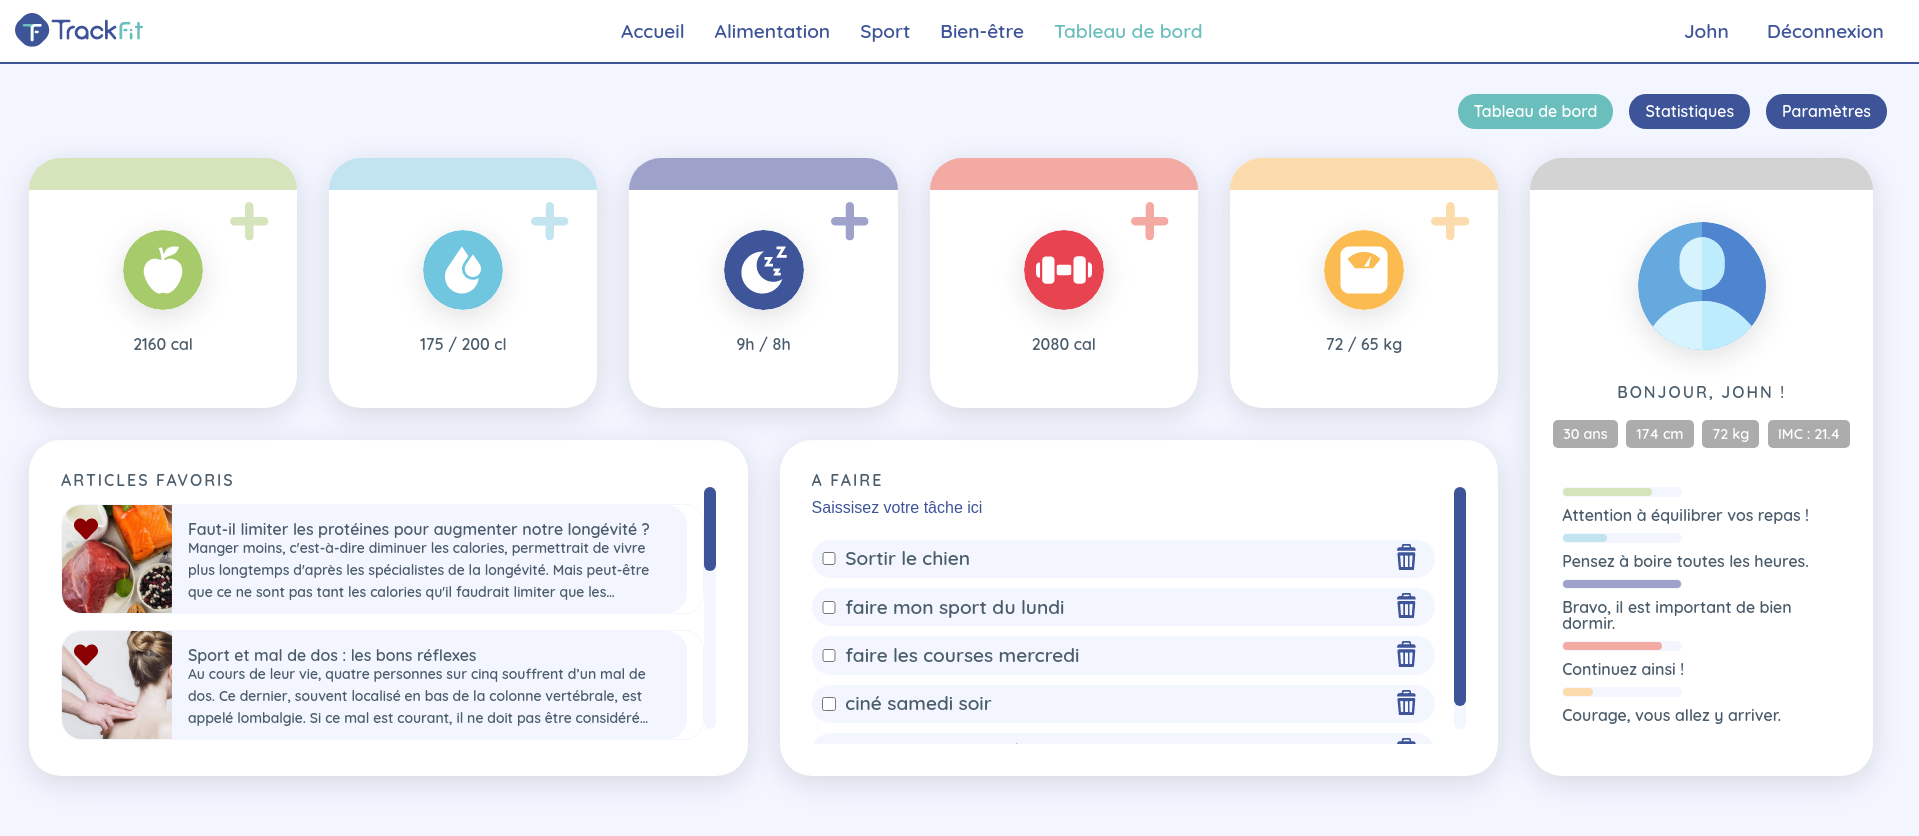 TrackFit
Accueil
Alimentation
Sport
Bien-être
Tableau de bord
John
Déconnexion
Tableau de bord
Statistiques
Paramètres
2160 cal
175 / 200 cl
9h / 8h
2080 cal
72 / 65 kg
BONJOUR, JOHN !
30 ans
174 cm
72 kg
IMC : 21.4
Attention à équilibrer vos repas !
Pensez à boire toutes les heures.
Bravo, il est important de bien
dormir.
Continuez ainsi !
Courage, vous allez y arriver.
ARTICLES FAVORIS
Faut-il limiter les protéines pour augmenter notre longévité ?
Manger moins, c'est-à-dire diminuer les calories, permettrait de vivre
plus longtemps d'après les spécialistes de la longévité. Mais peut-être
que ce ne sont pas tant les calories qu'il faudrait limiter que les...
Sport et mal de dos : les bons réflexes
Au cours de leur vie, quatre personnes sur cinq souffrent d’un mal de
dos. Ce dernier, souvent localisé en bas de la colonne vertébrale, est
appelé lombalgie. Si ce mal est courant, il ne doit pas être considéré...
A FAIRE
Saisissez votre tâche ici
Sortir le chien
faire mon sport du lundi
faire les courses mercredi
ciné samedi soir